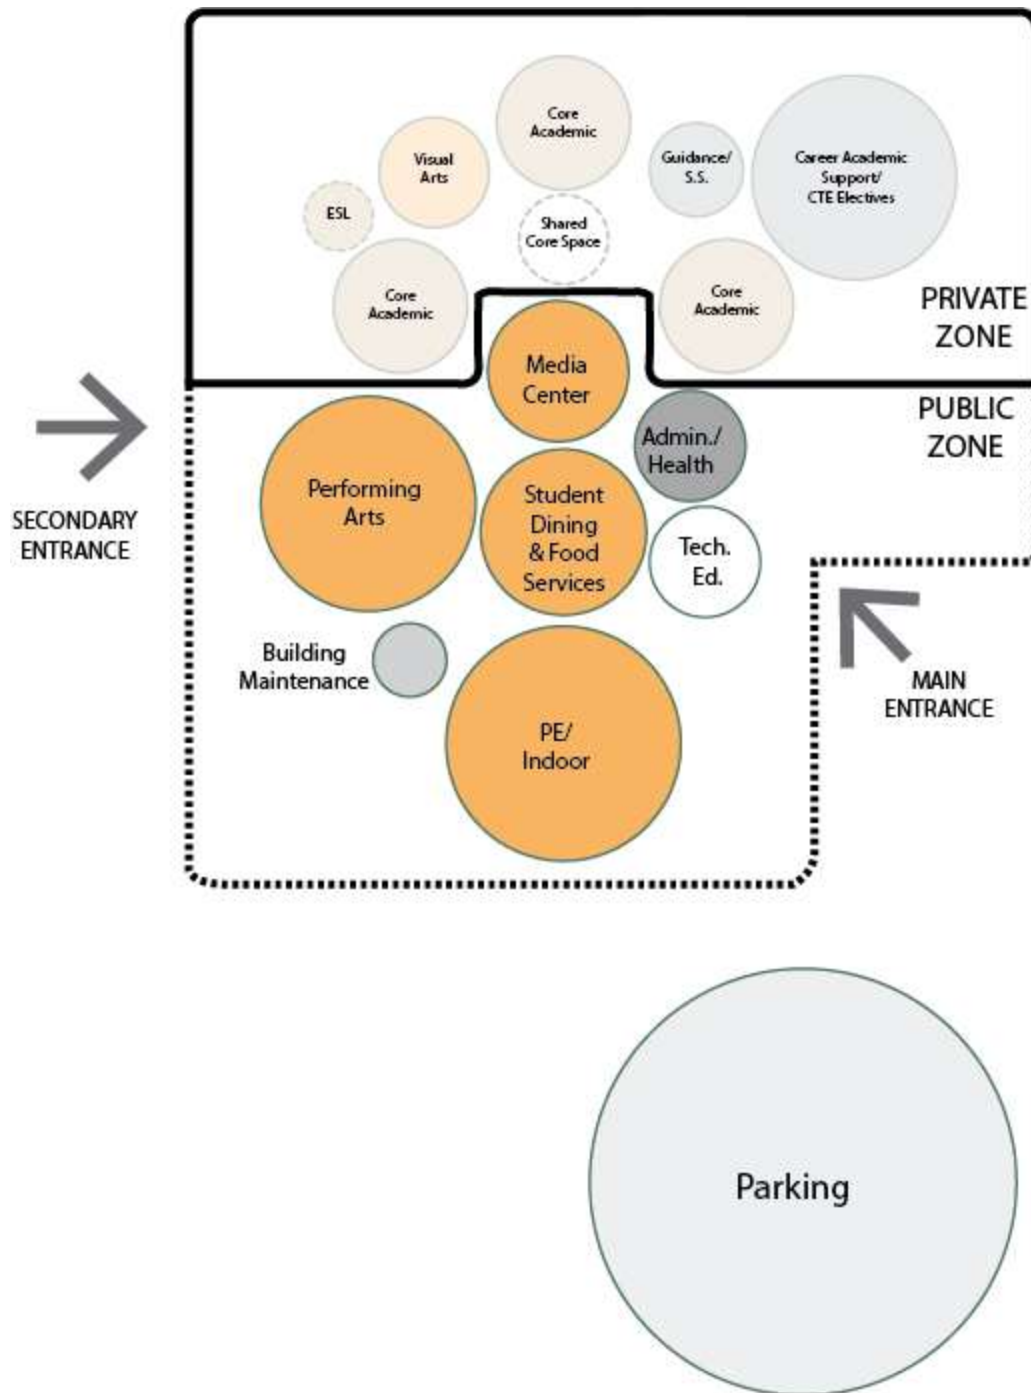 Core
Academic
Visual
Arts
Guidance/
S.S.
Career Academic
Support/
CTE Electives
ESL
Shared
Core Space
Core
Academic
Core
Academic
PRIVATE
ZONE
Media
Center
PUBLIC
ZONE
Admin./
Health
SECONDARY
ENTRANCE
Performing
Arts
Student
Dining
& Food
Services
Tech.
Ed.
Building
Maintenance
MAIN
ENTRANCE
PE/
Indoor
Parking